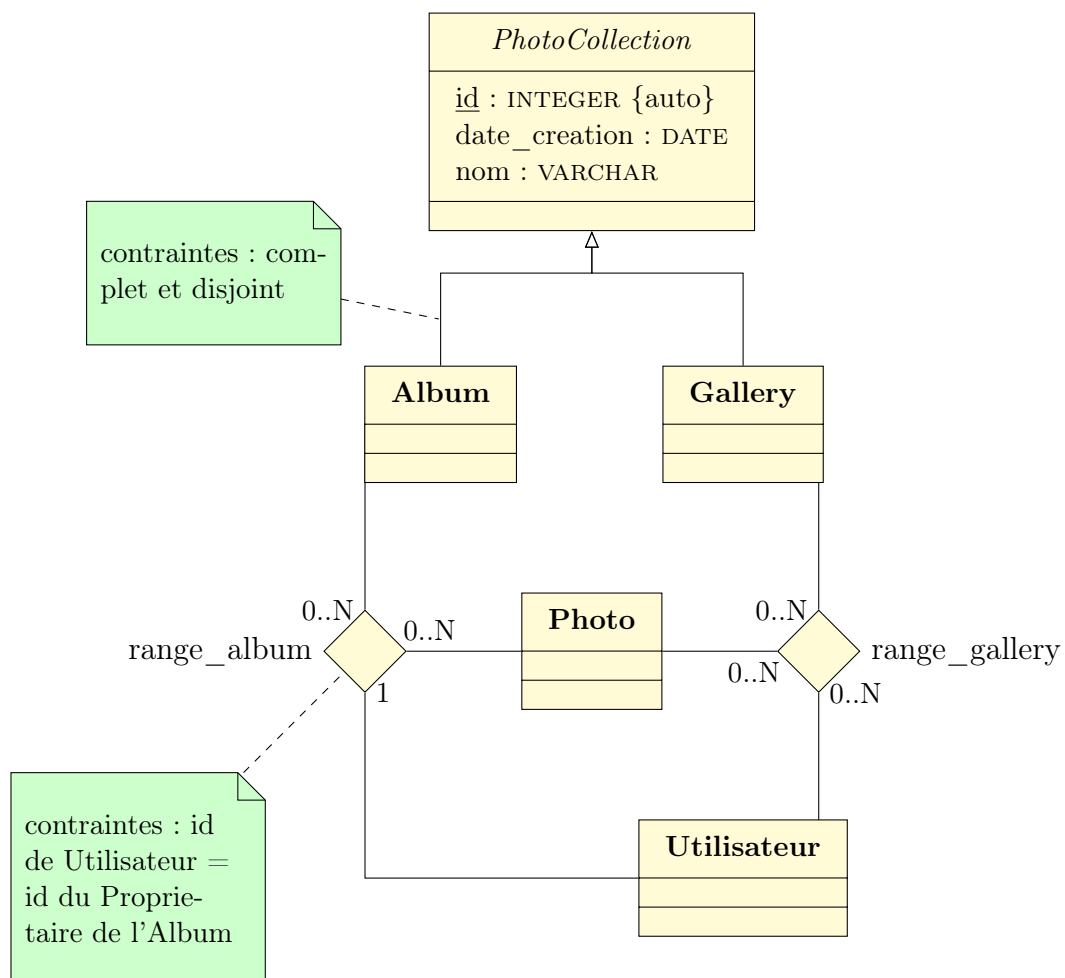 PhotoCollection
id : INTEGER {auto}
date_creation : DATE
nom : VARCHAR
contraintes : com-
plet et disjoint
Album
Gallery
0..N
0..N
Photo
0..N
range_album
range_gallery
0..N
1
0..N
contraintes : id
de Utilisateur =
id du Proprie-
taire de l'Album
Utilisateur